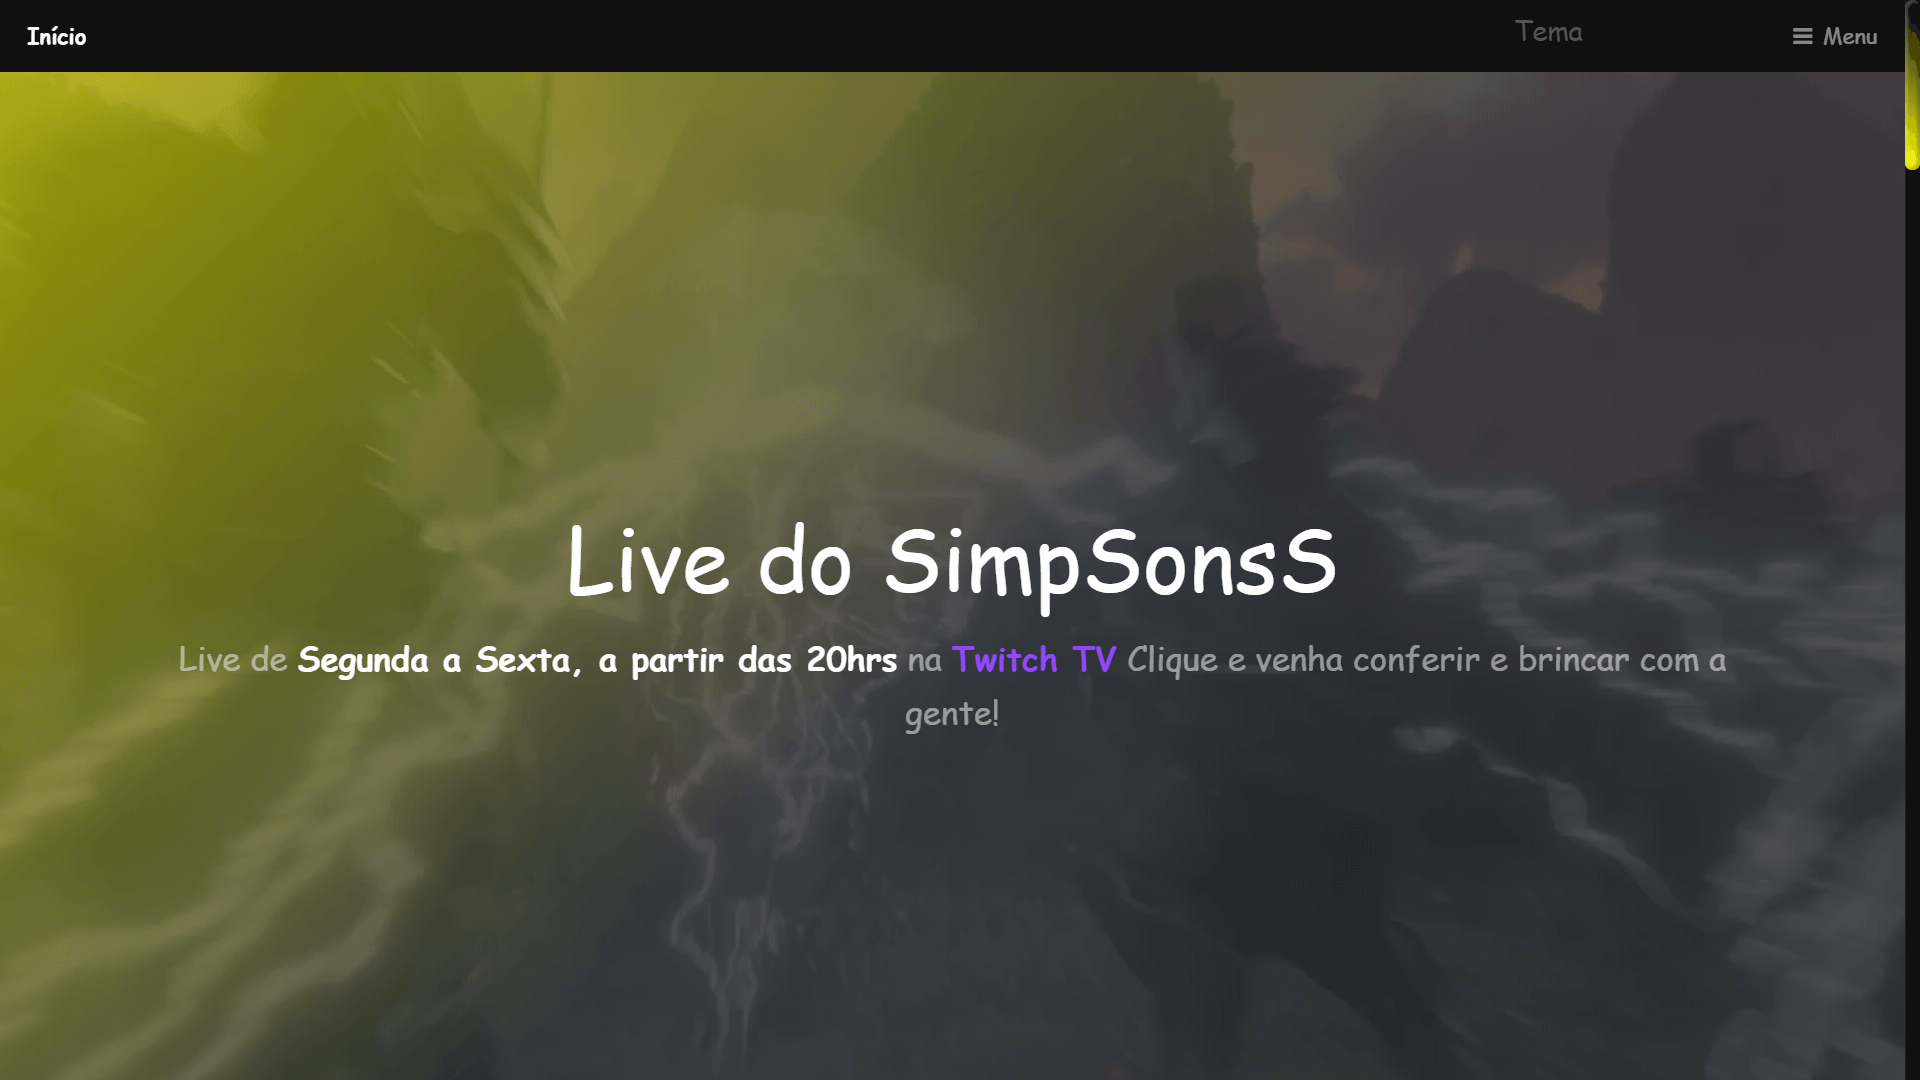 Início
Tema
Menu
Live do SimpSonsS
Live de Segunda a Sexta, a partir das 20hrs na Twitch TV Clique e venha conferir e brincar com a
gente!